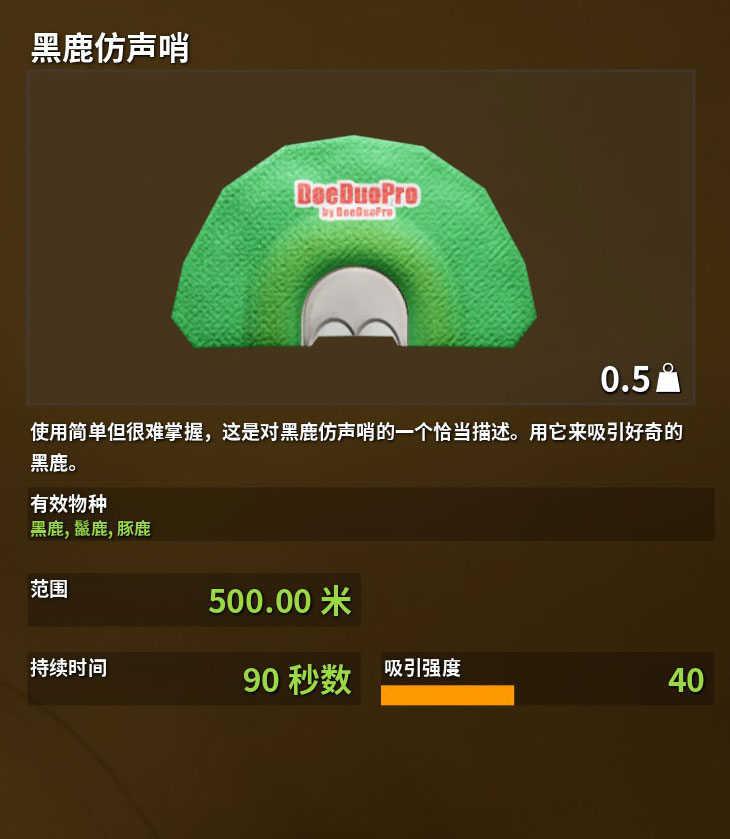 黑鹿仿声哨
DoeDuoPro
by DoeDuoPro
0.5
使用简单但很难掌握，这是对黑鹿仿声哨的一个恰当描述。用它来吸引好奇的
黑鹿。
有效物种
黑鹿, 鬣鹿, 豚鹿
范围
500.00 米
持续时间
90 秒数
吸引强度
40